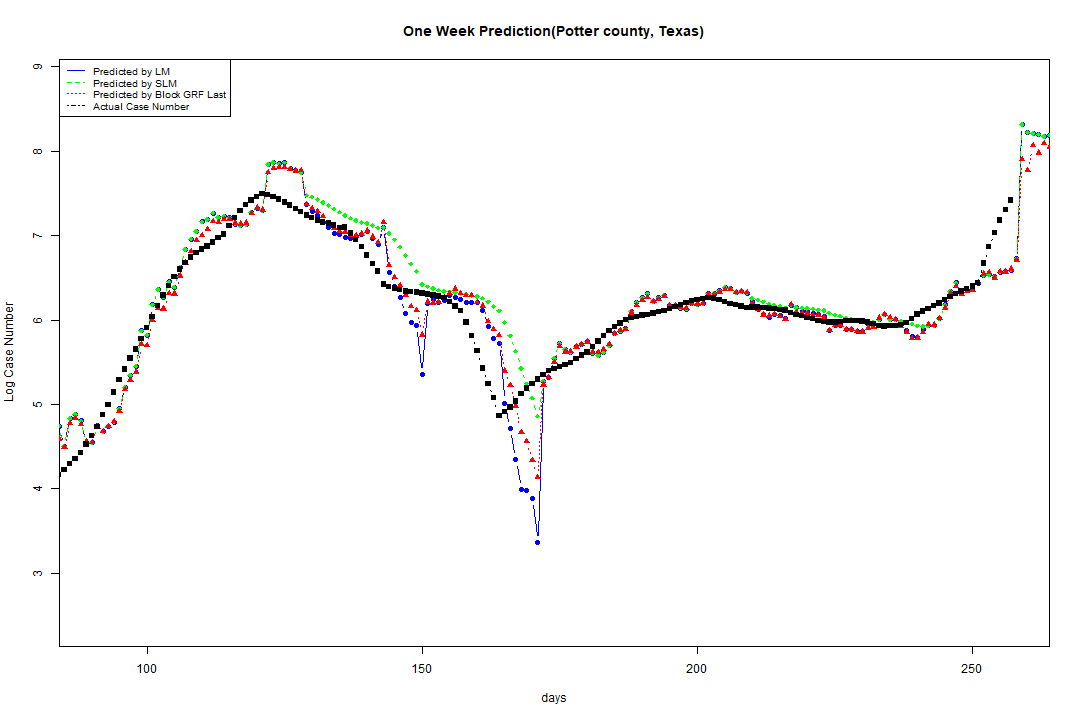 One Week Prediction(Potter county, Texas)
Predicted by LM
Predicted by SLM
Predicted by Block GRF Last
Actual Case Number
9
8
7
6
5
4
3
Log Case Number
100
150
200
250
days